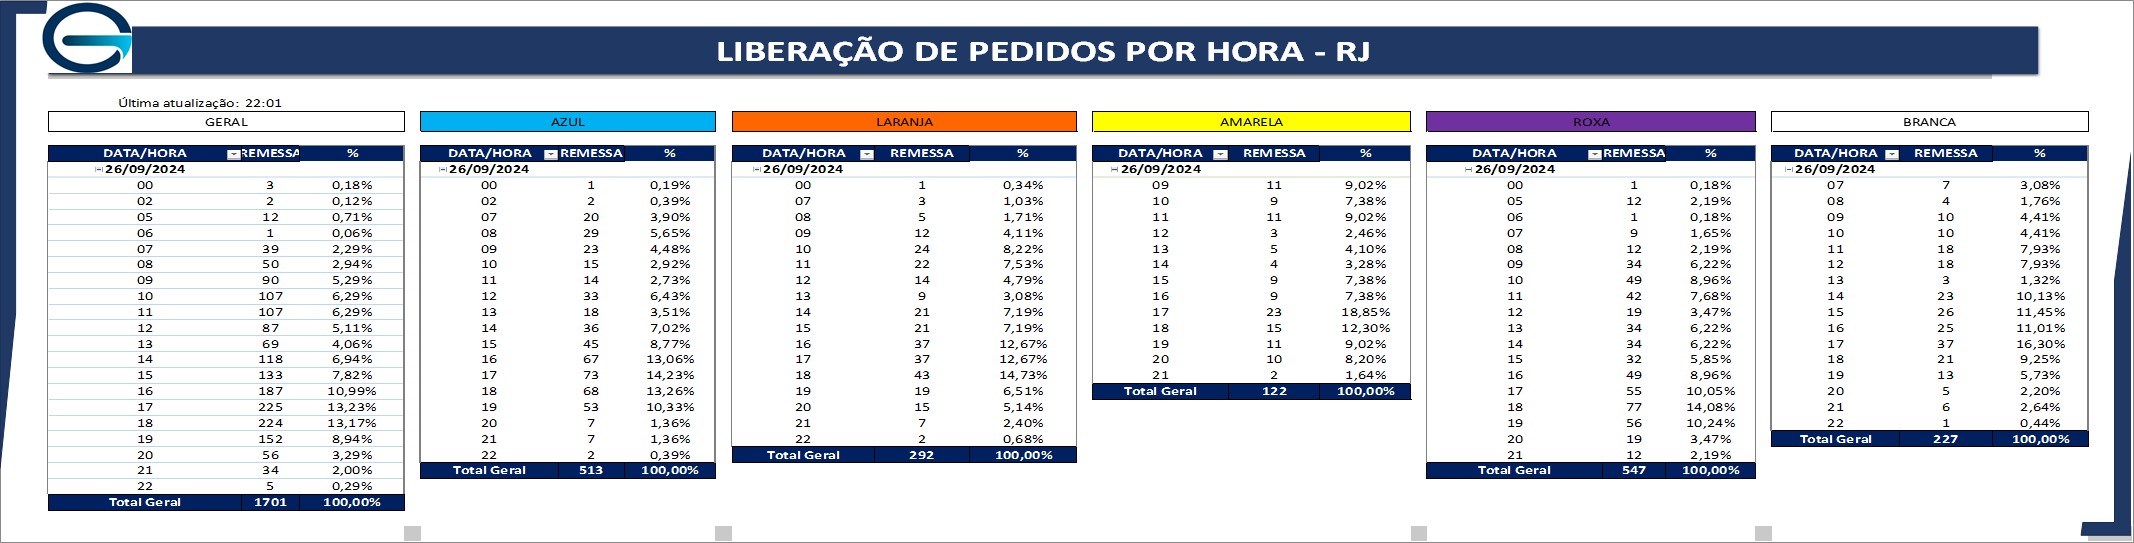 LIBERAÇÃO DE PEDIDOS POR HORA - RJ
Última atualização: 22:01
GERAL
DATA/HORA REMESSA %
26/09/2024
00 3 0,18%
02 2 0,12%
05 12 0,71%
06 1 0,06%
07 39 2,29%
08 50 2,94%
09 90 5,29%
10 107 6,29%
11 107 6,29%
12 87 5,11%
13 69 4,06%
14 118 6,94%
15 133 7,82%
16 187 10,99%
17 225 13,23%
18 224 13,17%
19 152 8,94%
20 56 3,29%
21 34 2,00%
22 5 0,29%
Total Geral 1701 100,00%
AZUL
DATA/HORA REMESSA %
26/09/2024
00 1 0,19%
02 2 0,39%
07 20 3,90%
08 29 5,65%
09 23 4,48%
10 15 2,92%
11 14 2,73%
12 33 6,43%
13 18 3,51%
14 36 7,02%
15 45 8,77%
16 67 13,06%
17 73 14,23%
18 68 13,26%
19 53 10,33%
20 7 1,36%
21 7 1,36%
22 2 0,39%
Total Geral 513 100,00%
LARANJA
DATA/HORA REMESSA %
26/09/2024
00 1 0,34%
07 3 1,03%
08 5 1,71%
09 12 4,11%
10 24 8,22%
11 22 7,53%
12 14 4,79%
13 9 3,08%
14 21 7,19%
15 21 7,19%
16 37 12,67%
17 37 12,67%
18 43 14,73%
19 19 6,51%
20 15 5,14%
21 7 2,40%
22 2 0,68%
Total Geral 292 100,00%
AMARELA
DATA/HORA REMESSA %
26/09/2024
09 11 9,02%
10 9 7,38%
11 11 9,02%
12 3 2,46%
13 5 4,10%
14 4 3,28%
15 9 7,38%
16 9 7,38%
17 23 18,85%
18 15 12,30%
19 11 9,02%
20 10 8,20%
21 2 1,64%
Total Geral 122 100,00%
ROXA
DATA/HORA REMESSA %
26/09/2024
00 1 0,18%
05 12 2,19%
06 1 0,18%
07 9 1,65%
08 12 2,19%
09 34 6,22%
10 49 8,96%
11 42 7,68%
12 19 3,47%
13 34 6,22%
14 34 6,22%
15 32 5,85%
16 49 8,96%
17 55 10,05%
18 77 14,08%
19 56 10,24%
20 19 3,47%
21 12 2,19%
Total Geral 547 100,00%
BRANCA
DATA/HORA REMESSA %
26/09/2024
07 7 3,08%
08 4 1,76%
09 10 4,41%
10 10 4,41%
11 18 7,93%
12 18 7,93%
13 3 1,32%
14 23 10,13%
15 26 11,45%
16 25 11,01%
17 37 16,30%
18 21 9,25%
19 13 5,73%
20 5 2,20%
21 6 2,64%
22 1 0,44%
Total Geral 227 100,00%